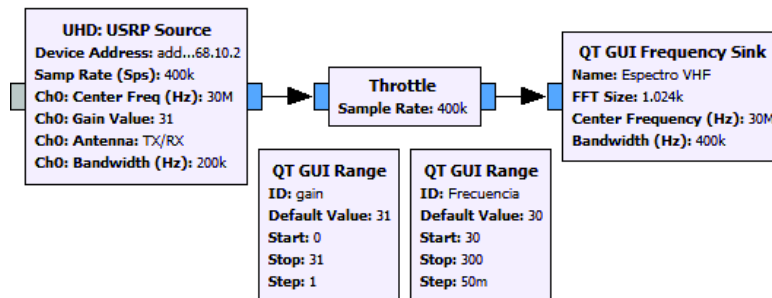 UHD: USRP Source
Device Address: add...68.10.2
Samp Rate (Sps): 400k
Ch0: Center Freq (Hz): 30M
Ch0: Gain Value: 31
Ch0: Antenna: TX/RX
Ch0: Bandwidth (Hz): 200k
Throttle
Sample Rate: 400k
QT GUI Frequency Sink
Name: Espectro VHF
FFT Size: 1.024k
Center Frequency (Hz): 30M
Bandwidth (Hz): 400k
QT GUI Range
ID: gain
Default Value: 31
Start: 0
Stop: 31
Step: 1
QT GUI Range
ID: Frecuencia
Default Value: 30
Start: 30
Stop: 300
Step: 50m